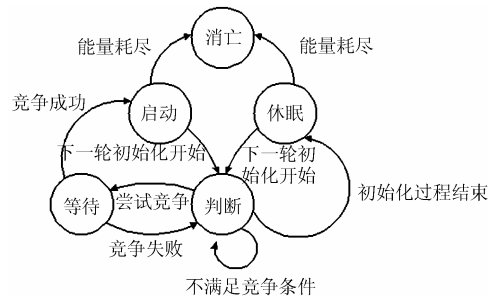 消亡
能量耗尽
能量耗尽
竞争成功
启动
休眠
下一轮初始化开始
下一轮初
始化开始
初始化过程结束
等待
尝试竞争
判断
竞争失败
不满足竞争条件